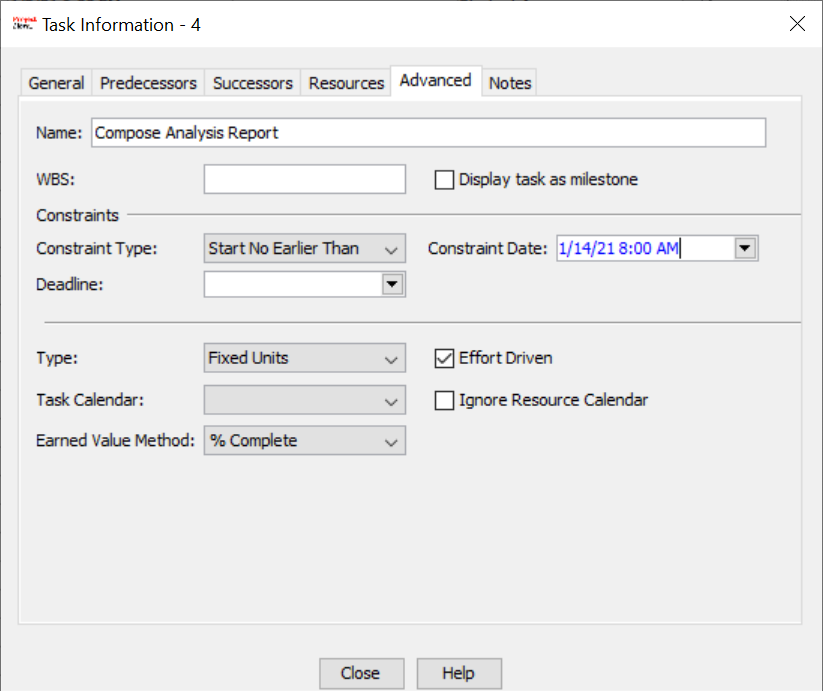 Task Information - 4
General Predecessors Successors Resources Advanced Notes
Name: Compose Analysis Report
WBS: Display task as milestone
Constraints
Constraint Type: Start No Earlier Than Constraint Date: 1/14/21 8:00 AM
Deadline:
Type: Fixed Units Effort Driven
Task Calendar: Ignore Resource Calendar
Earned Value Method: % Complete
Close Help